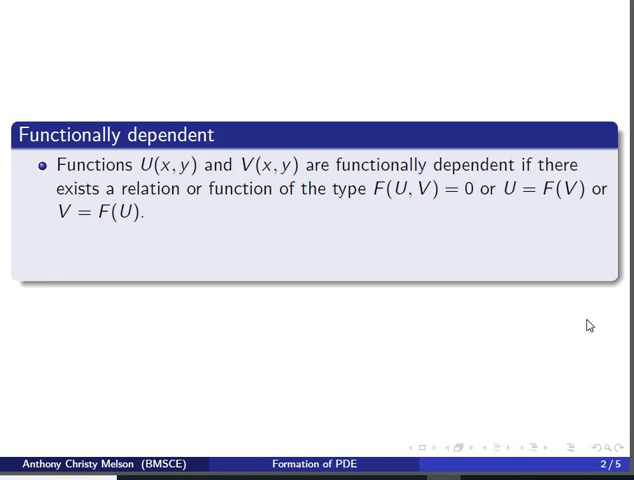 Functionally dependent
Functions U(x, y) and V(x, y) are functionally dependent if there
exists a relation or function of the type F(U, V) = 0 or U = F(V) or
V = F(U).
Anthony Christy Melson (BMSCE) Formation of PDE 2 / 5